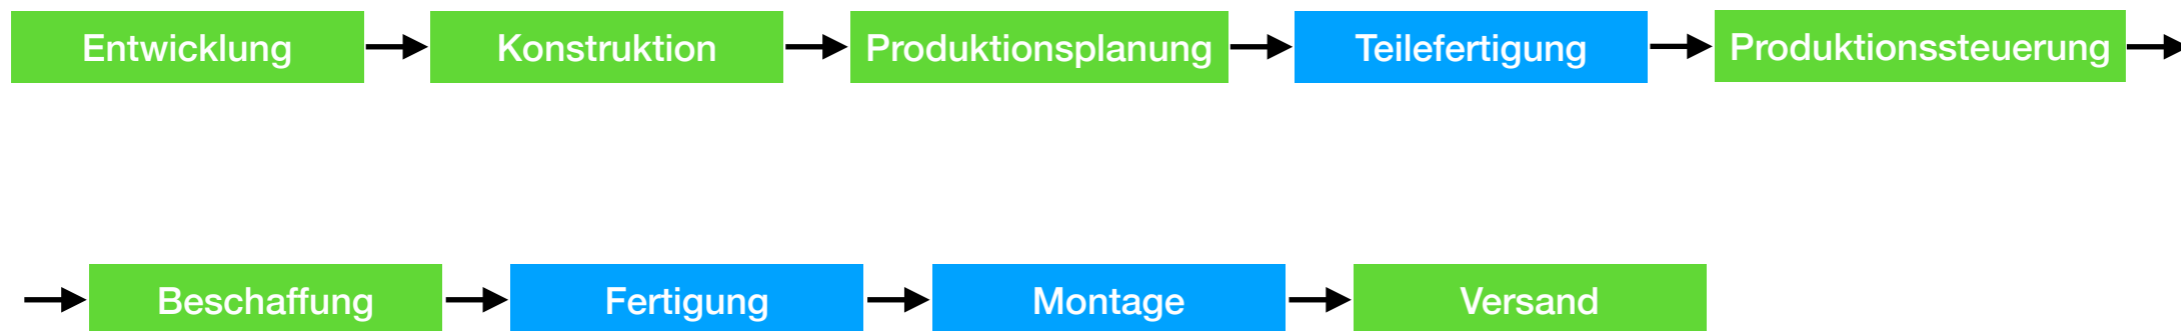 Entwicklung
Konstruktion
Produktionsplanung
Teilefertigung
Produktionssteuerung
Beschaffung
Fertigung
Montage
Versand